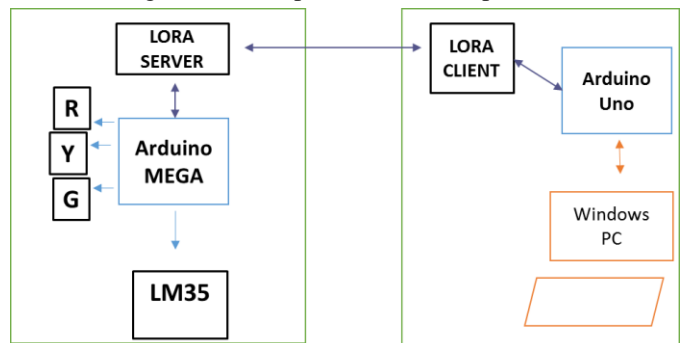 LORA
SERVER
LORA
CLIENT
Arduino
Uno
R
Y
G
Arduino
MEGA
Windows
PC
LM35